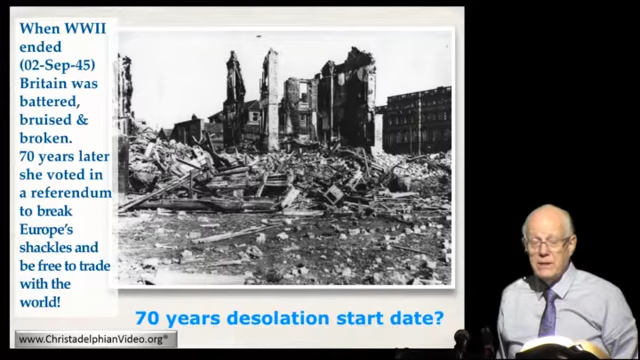 When WWII
ended
(02-Sep-45)
Britain was
battered,
bruised &
broken.
70 years later
she voted in
a referendum
to break
Europe's
shackles and
be free to trade
with the
world!
70 years desolation start date?
www.ChristadelphianVideo.org®